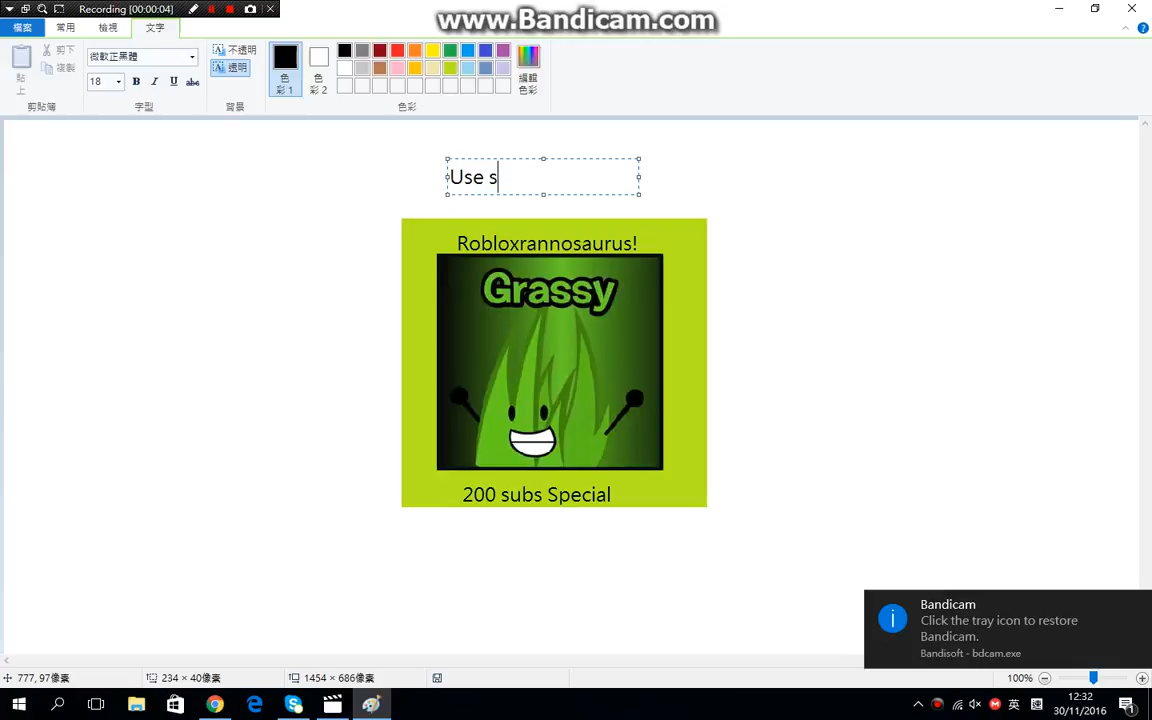 Recording [00:00:04]
www.Bandicam.com
檔案 常用 檢視 文字
貼上
剪下
複製
剪貼簿
微軟正黑體
18 B I U abc
字型
不透明
透明
背景
色彩 1
色彩 2
編輯色彩
色彩
Use s
Robloxrannosaurus!
Grassy
200 subs Special
Bandicam
Click the tray icon to restore
Bandicam.
Bandisoft - bdcam.exe
777, 97像素 234 × 40像素 1454 × 686像素 100%
12:32
英
30/11/2016